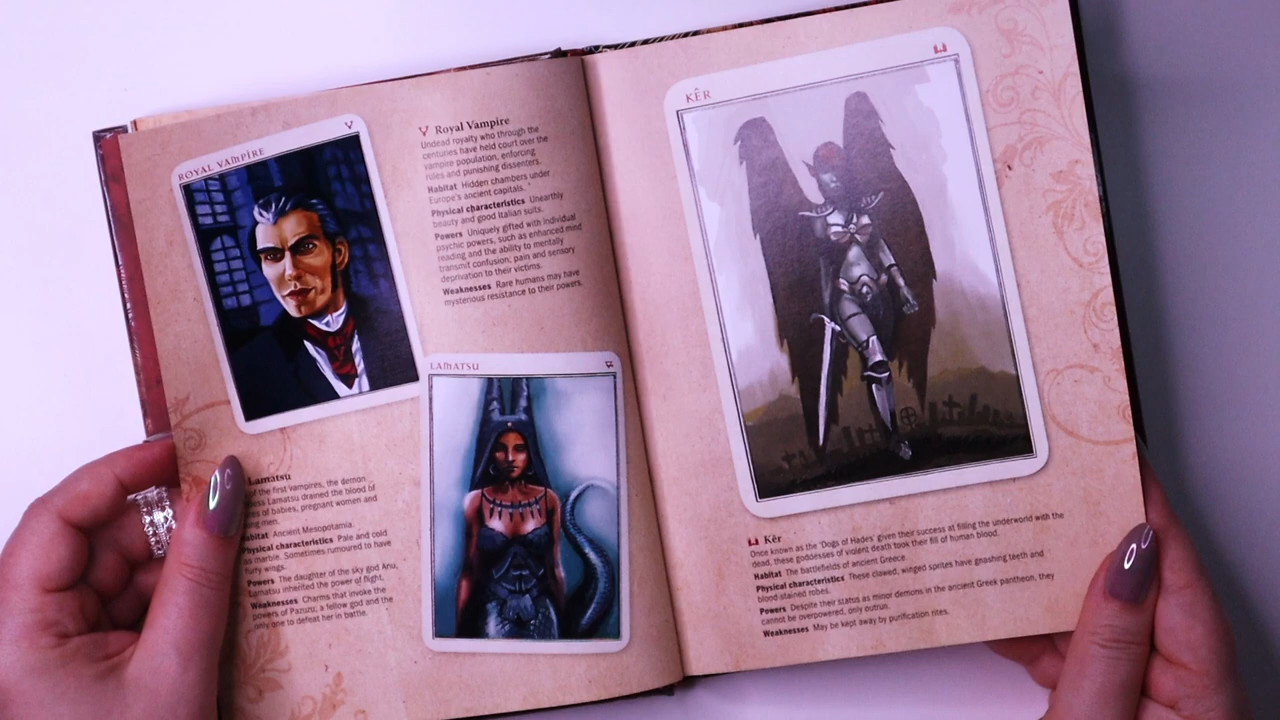 ROYAL VAMPIRE
Royal Vampire
Undead royalty who through the
centuries have held court over the
vampire population, enforcing
rules and punishing dissenters.
Habitat Hidden chambers under
Europe's ancient capitals.
Physical characteristics Unearthly
beauty and good Italian suits.
Powers Uniquely gifted with individual
psychic powers, such as enhanced mind
reading and the ability to mentally
transmit confusion; pain and sensory
deprivation to their victims.
Weaknesses Rare humans may have
mysterious resistance to their powers.
LAMATSU
Lamatsu
of the first vampires, the demon
Lamatsu drained the blood of
of babies, pregnant women and
men.
Ancient Mesopotamia.
Physical characteristics Pale and cold
as marble. Sometimes rumoured to have
furry wings.
Powers The daughter of the sky god Anu,
Lamatsu inherited the power of flight.
Weaknesses Charms that invoke the
powers of Pazuzu, a fellow god and the
only one to defeat her in battle.
KÊR
Kêr
Once known as the 'Dogs of Hades' given their success at filling the underworld with the
dead, these goddesses of violent death took their fill of human blood.
Habitat The battlefields of ancient Greece.
Physical characteristics These clawed, winged sprites have gnashing teeth and
blood-stained robes.
Powers Despite their status as minor demons in the ancient Greek pantheon, they
cannot be overpowered, only outrun.
Weaknesses May be kept away by purification rites.